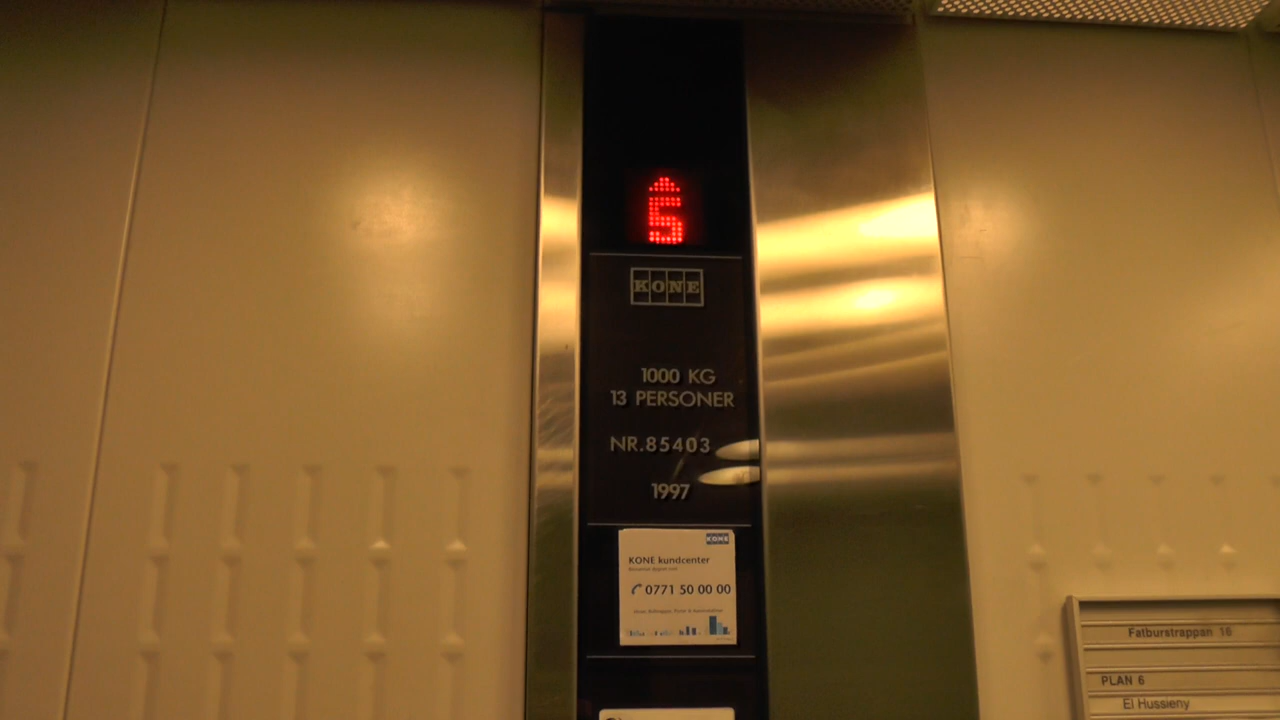 5
KONE
1000 KG
13 PERSONER
NR.85403
1997
KONE
KONE kundcenter
0771 50 00 00
Fatburstrappan 16
PLAN 6
El Hussieny